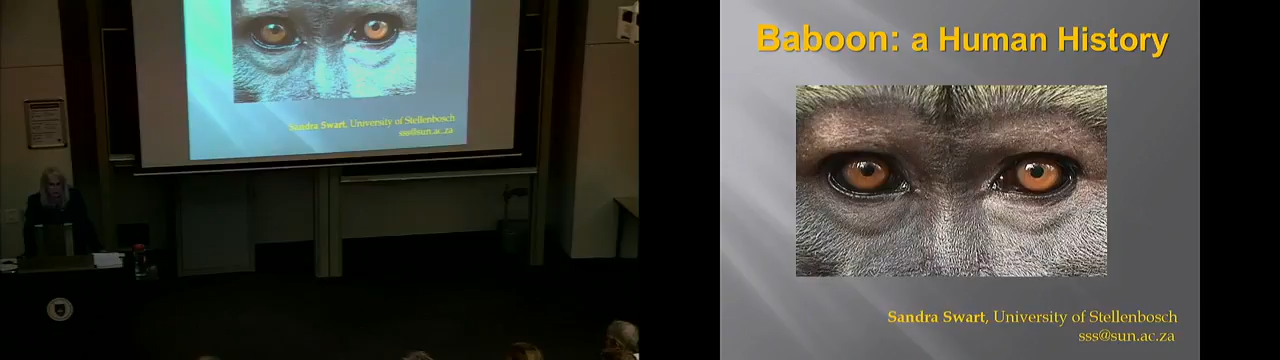 Sandra Swart, University of Stellenbosch
sss@sun.ac.za
Baboon: a Human History
Sandra Swart, University of Stellenbosch
sss@sun.ac.za